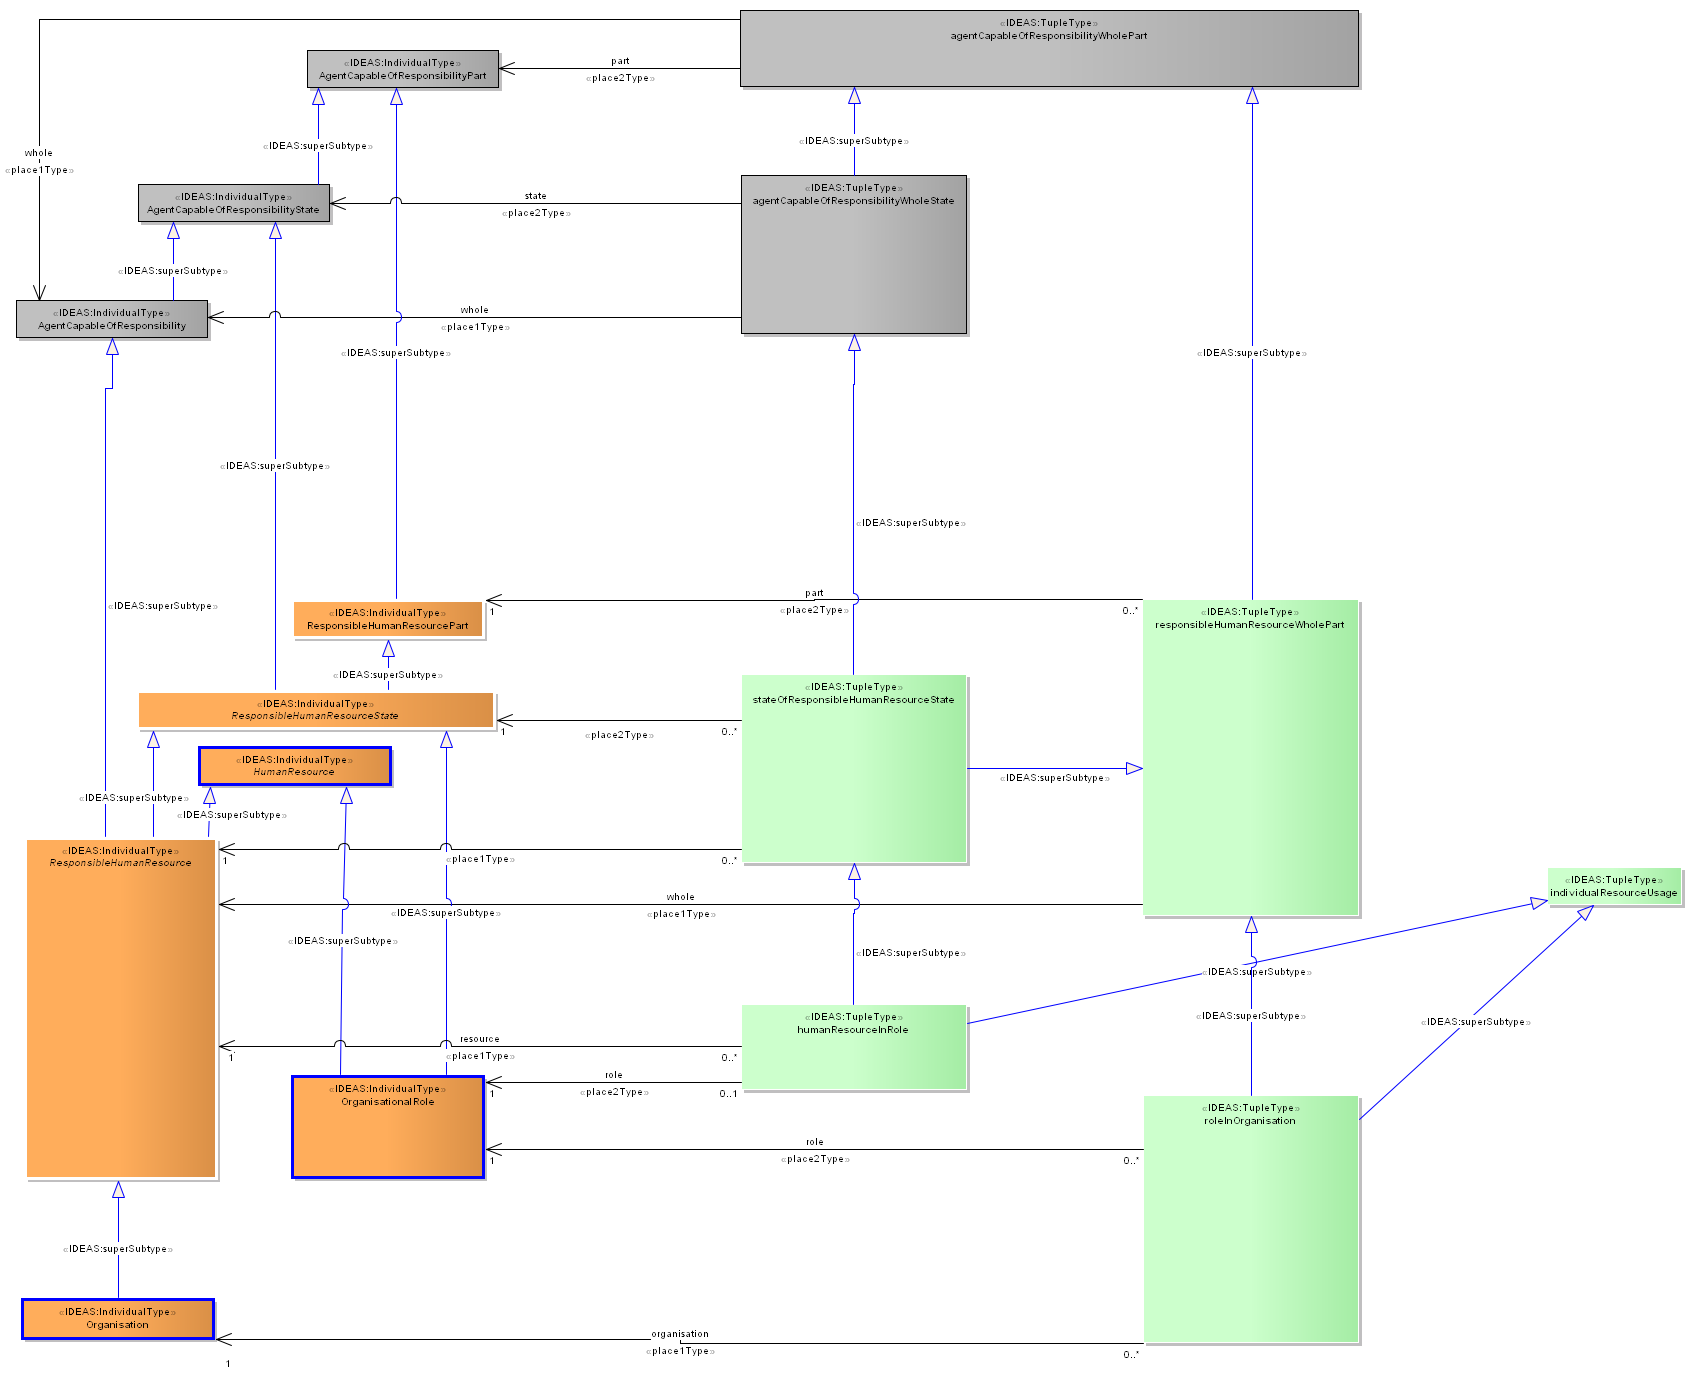 «IDEAS:TupleType»
agentCapableOfResponsibilityWholePart
«IDEAS:IndividualType»
AgentCapableOfResponsibilityPart
part
«place2Type»
«IDEAS:superSubtype»
«IDEAS:superSubtype»
whole
«place1Type»
«IDEAS:IndividualType»
AgentCapableOfResponsibilityState
state
«place2Type»
«IDEAS:TupleType»
agentCapableOfResponsibilityWholeState
«IDEAS:superSubtype»
«IDEAS:IndividualType»
AgentCapableOfResponsibility
whole
«place1Type»
«IDEAS:superSubtype»
«IDEAS:superSubtype»
«IDEAS:superSubtype»
«IDEAS:superSubtype»
«IDEAS:superSubtype»
«IDEAS:IndividualType»
ResponsibleHumanResourcePart
1
part
«place2Type»
0..*
«IDEAS:TupleType»
responsibleHumanResourceWholePart
«IDEAS:superSubtype»
«IDEAS:IndividualType»
ResponsibleHumanResourceState
1
«place2Type»
0..*
«IDEAS:TupleType»
stateOfResponsibleHumanResourceState
«IDEAS:IndividualType»
HumanResource
«IDEAS:superSubtype»
«IDEAS:superSubtype»
«IDEAS:superSubtype»
«IDEAS:IndividualType»
ResponsibleHumanResource
1
«place1Type»
0..*
«IDEAS:TupleType»
individualResourceUsage
whole
«place1Type»
«IDEAS:superSubtype»
«IDEAS:superSubtype»
«IDEAS:superSubtype»
«IDEAS:superSubtype»
«IDEAS:superSubtype»
«IDEAS:superSubtype»
«IDEAS:TupleType»
humanResourceInRole
resource
1
«place1Type»
0..*
role
1
«place2Type»
0..1
«IDEAS:IndividualType»
OrganisationalRole
«IDEAS:TupleType»
roleInOrganisation
role
1
«place2Type»
0..*
«IDEAS:superSubtype»
«IDEAS:IndividualType»
Organisation
organisation
«place1Type»
0..*
1